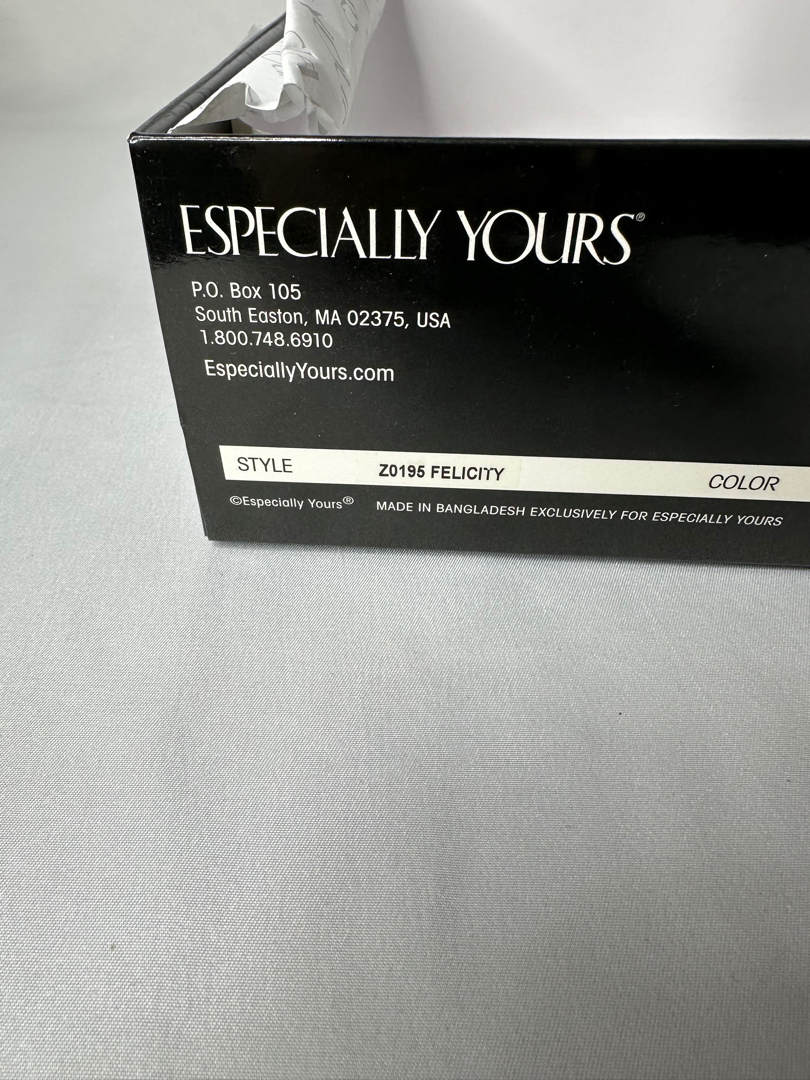 ESPECIALLY YOURS®
P.O. Box 105
South Easton, MA 02375, USA
1.800.748.6910
EspeciallyYours.com
STYLE Z0195 FELICITY COLOR
©Especially Yours® MADE IN BANGLADESH EXCLUSIVELY FOR ESPECIALLY YOURS